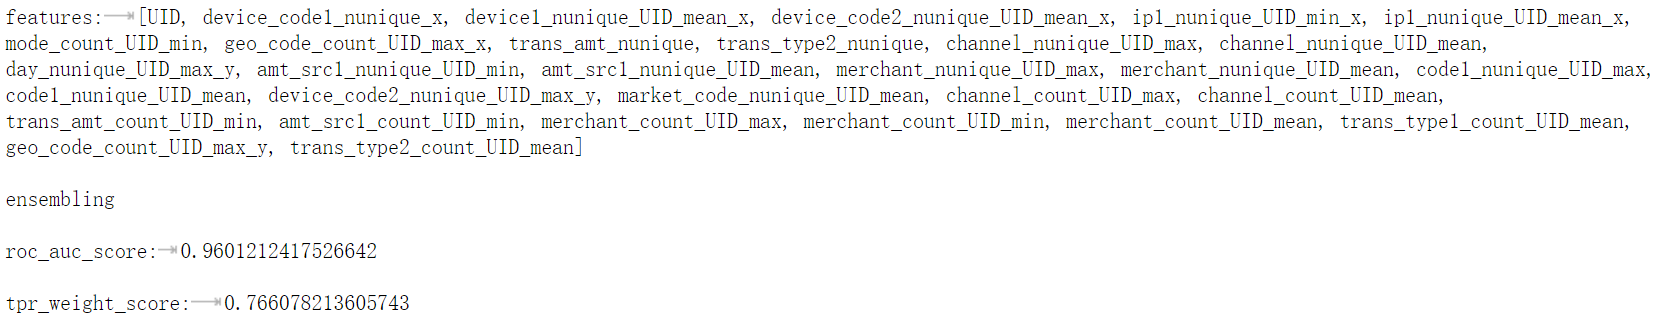 features:→[UID, device_code1_nunique_x, device1_nunique_UID_mean_x, device_code2_nunique_UID_mean_x, ip1_nunique_UID_min_x, ip1_nunique_UID_mean_x,
mode_count_UID_min, geo_code_count_UID_max_x, trans_amt_nunique, trans_type2_nunique, channel_nunique_UID_max, channel_nunique_UID_mean,
day_nunique_UID_max_y, amt_src1_nunique_UID_min, amt_src1_nunique_UID_mean, merchant_nunique_UID_max, merchant_nunique_UID_mean, code1_nunique_UID_max,
code1_nunique_UID_mean, device_code2_nunique_UID_max_y, market_code_nunique_UID_mean, channel_count_UID_max, channel_count_UID_mean,
trans_amt_count_UID_min, amt_src1_count_UID_min, merchant_count_UID_max, merchant_count_UID_min, merchant_count_UID_mean, trans_type1_count_UID_mean,
geo_code_count_UID_max_y, trans_type2_count_UID_mean]
ensembling
roc_auc_score:→0.9601212417526642
tpr_weight_score:→0.766078213605743